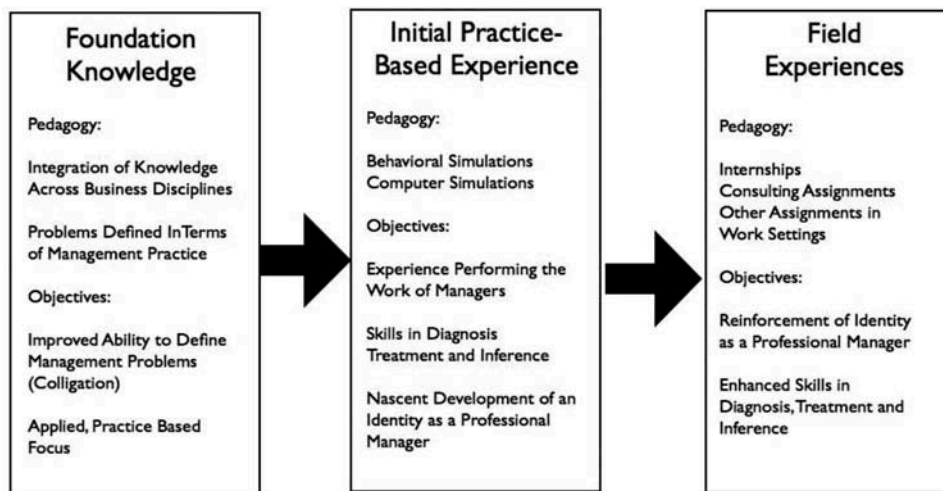 Foundation
Knowledge
Pedagogy:
Integration of Knowledge
Across Business Disciplines
Problems Defined InTerms
of Management Practice
Objectives:
Improved Ability to Define
Management Problems
(Colligation)
Applied, Practice Based
Focus
Initial Practice-
Based Experience
Pedagogy:
Behavioral Simulations
Computer Simulations
Objectives:
Experience Performing the
Work of Managers
Skills in Diagnosis
Treatment and Inference
Nascent Development of an
Identity as a Professional
Manager
Field
Experiences
Pedagogy:
Internships
Consulting Assignments
Other Assignments in
Work Settings
Objectives:
Reinforcement of Identity
as a Professional Manager
Enhanced Skills in
Diagnosis, Treatment and
Inference